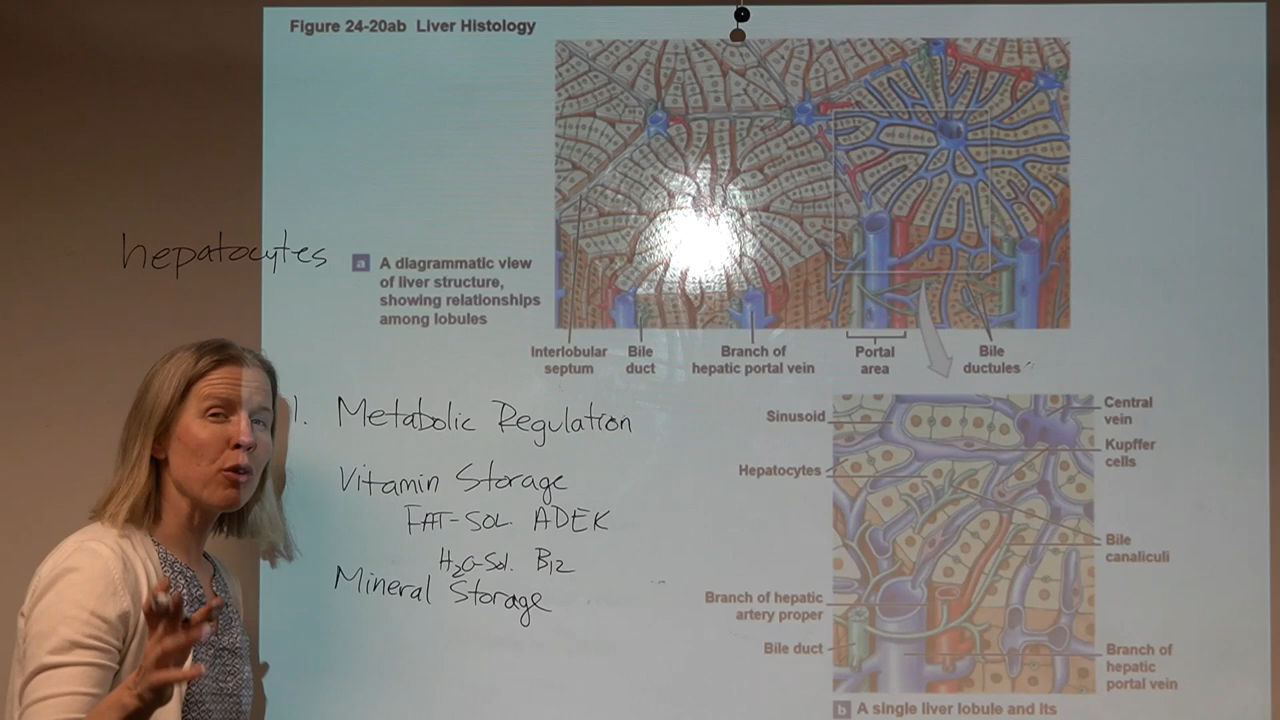 Figure 24-20ab Liver Histology
hepatocytes
a A diagrammatic view
of liver structure,
showing relationships
among lobules
Interlobular
septum
Bile
duct
Branch of
hepatic portal vein
Portal
area
Bile
ductules
1. Metabolic Regulation
Vitamin Storage
FAT-SOL. ADEK
H₂O-Sol. B12
Mineral Storage
Sinusoid
Hepatocytes
Branch of hepatic
artery proper
Bile duct
Central
vein
Kupffer
cells
Bile
canaliculi
Branch of
hepatic
portal vein
b A single liver lobule and its